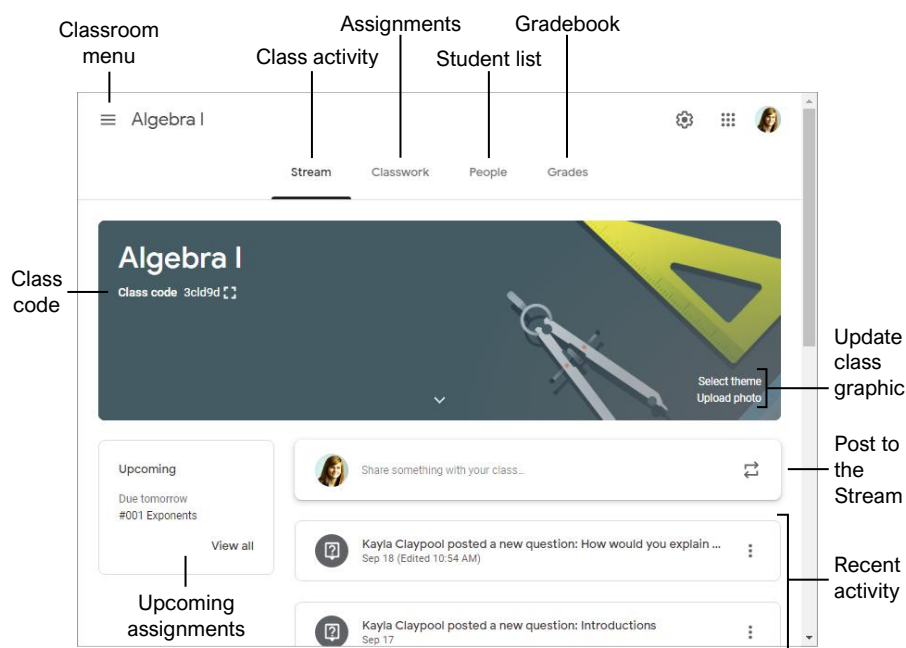 Classroom
menu
Class activity
Assignments
Student list
Gradebook
Algebra I
Stream
Classwork
People
Grades
Algebra I
Class code 3cld9d
Class
code
Select theme
Upload photo
Update
class
graphic
Upcoming
Due tomorrow
#001 Exponents
View all
Upcoming
assignments
Share something with your class...
Post to
the
Stream
Kayla Claypool posted a new question: How would you explain ...
Sep 18 (Edited 10:54 AM)
Kayla Claypool posted a new question: Introductions
Sep 17
Recent
activity